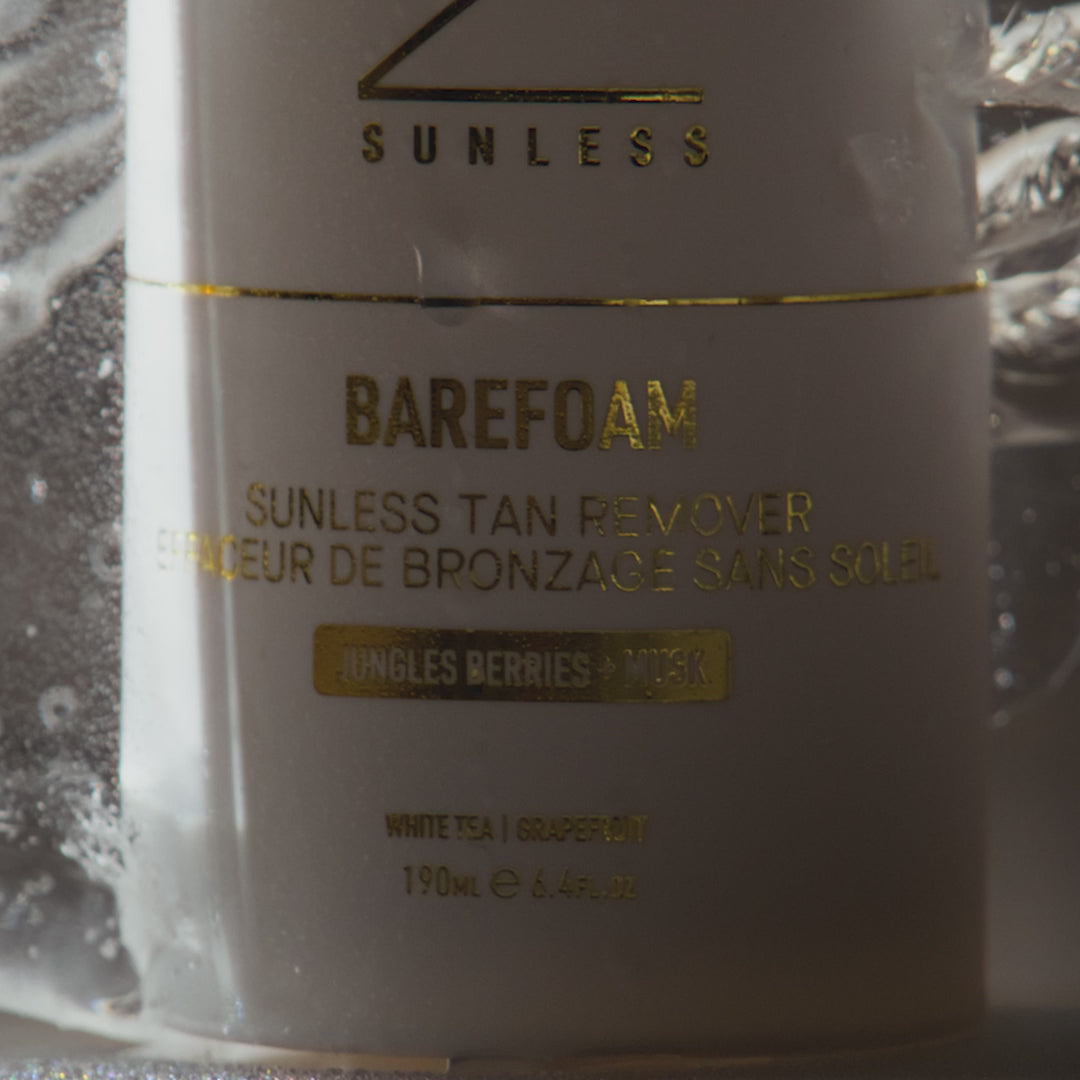 SUNLESS
BAREFOAM
SUNLESS TAN REMOVER
EFFACEUR DE BRONZAGE SANS SOLEIL
JUNGLES BERRIES + MUSK
WHITE TEA | GRAPEFRUIT
190ML ℮ 6.4FL.OZ